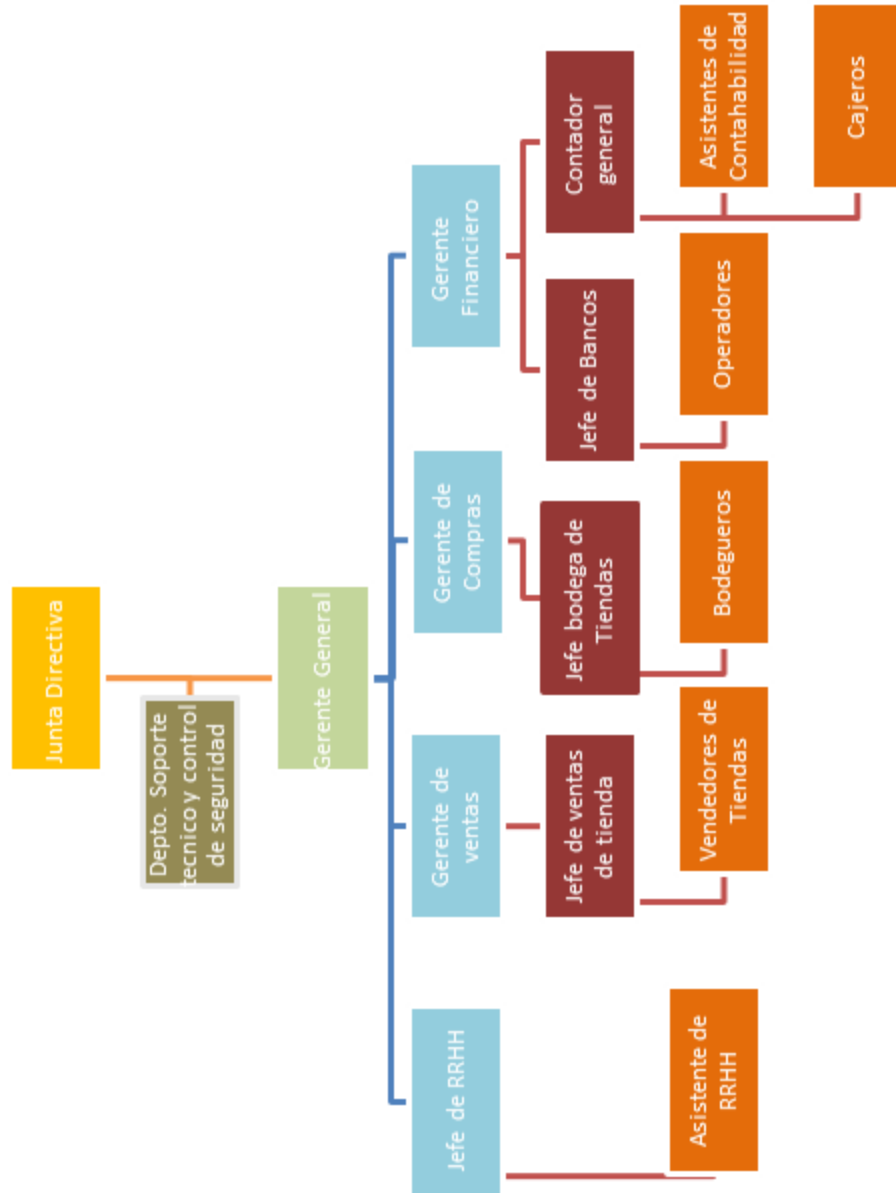 Junta Directiva
Depto. Soporte
tecnico y control
de seguridad
Gerente General
Jefe de RRHH
Gerente de
ventas
Gerente de
Compras
Gerente
Financiero
Jefe de ventas
de tienda
Jefe bodega de
Tiendas
Jefe de Bancos
Contador
general
Asistente de
RRHH
Vendedores de
Tiendas
Bodegueros
Operadores
Asistentes de
Contahabilidad
Cajeros